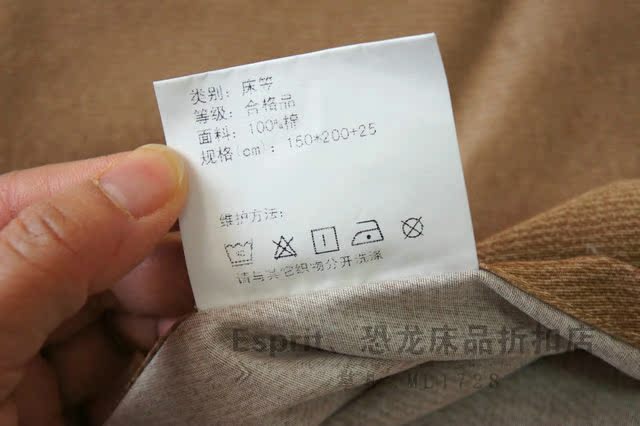 类别: 床笠
等级: 合格品
面料: 100%棉
规格(cm): 150*200+25
维护方法:
请与其它织物分开洗涤
Esprit 恐龙床品折扣店
MD1728